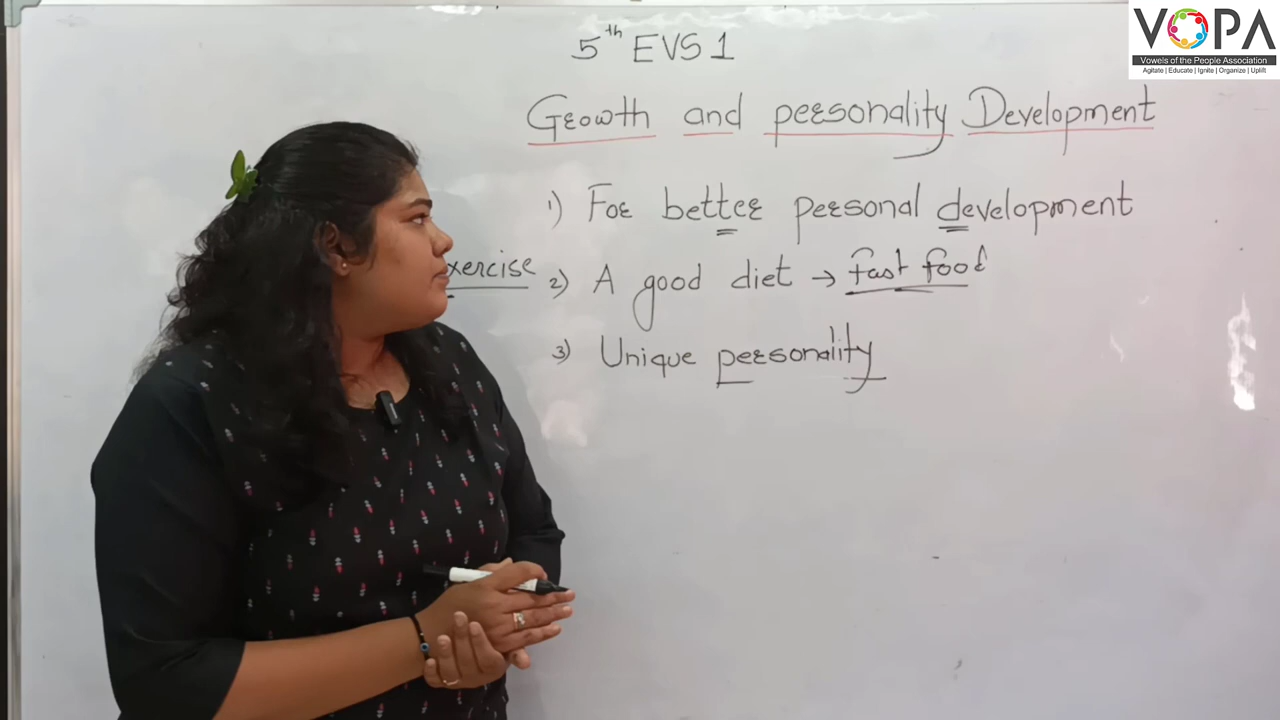 VOPA
Vowels of the People Association
Agitate | Educate | Ignite | Organize | Uplift
5th EVS 1
Growth and personality Development
1) For better personal development
xercise
2) A good diet → fast food
3) Unique personality